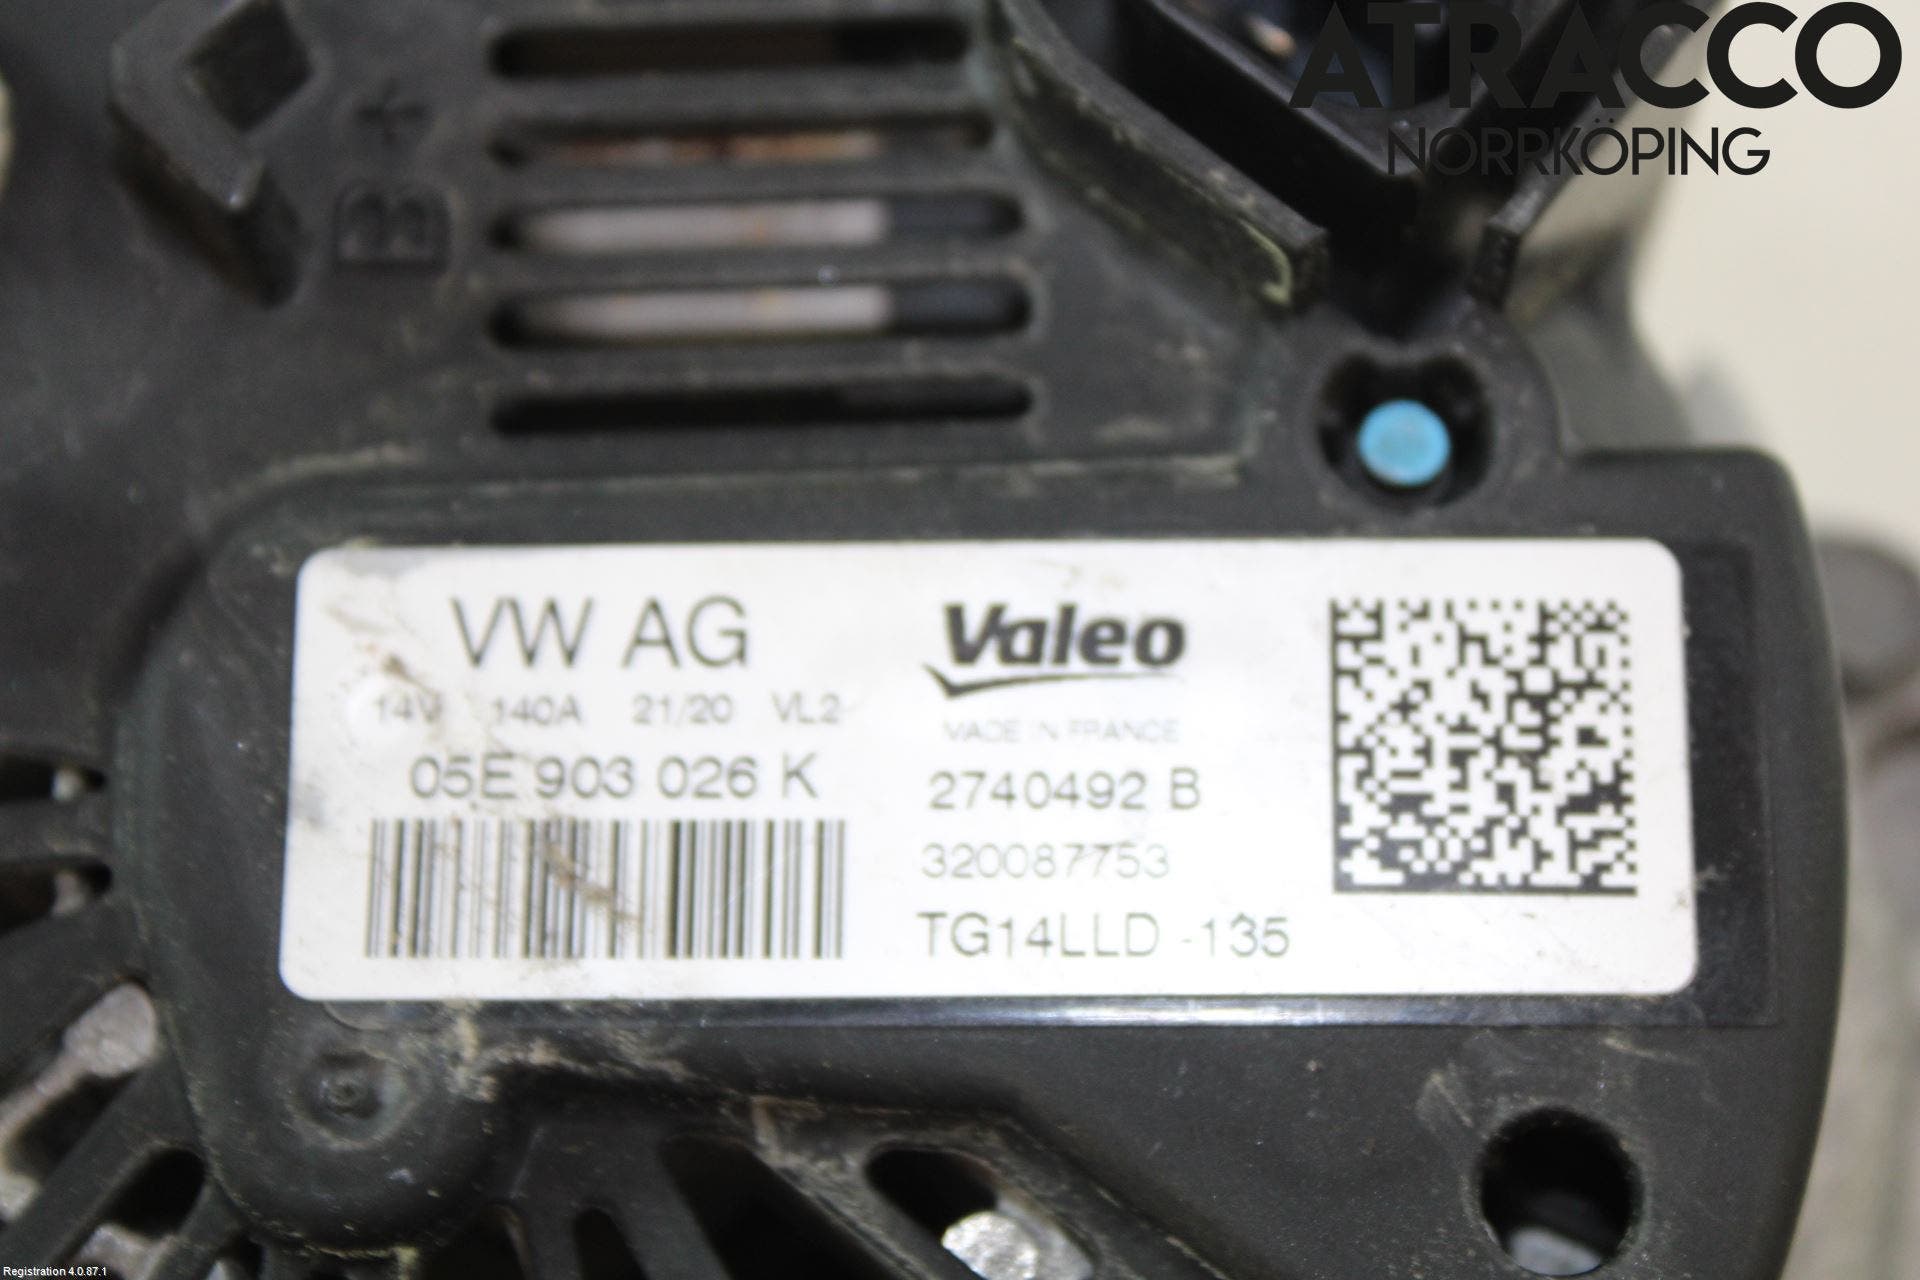 ATRACCO
NORRKÖPING
B+
VW AG
14V 140A 21/20 VL2
05E 903 026 K
Valeo
MADE IN FRANCE
2740492 B
320087753
TG14LLD -135
Registration 4.0.87.1